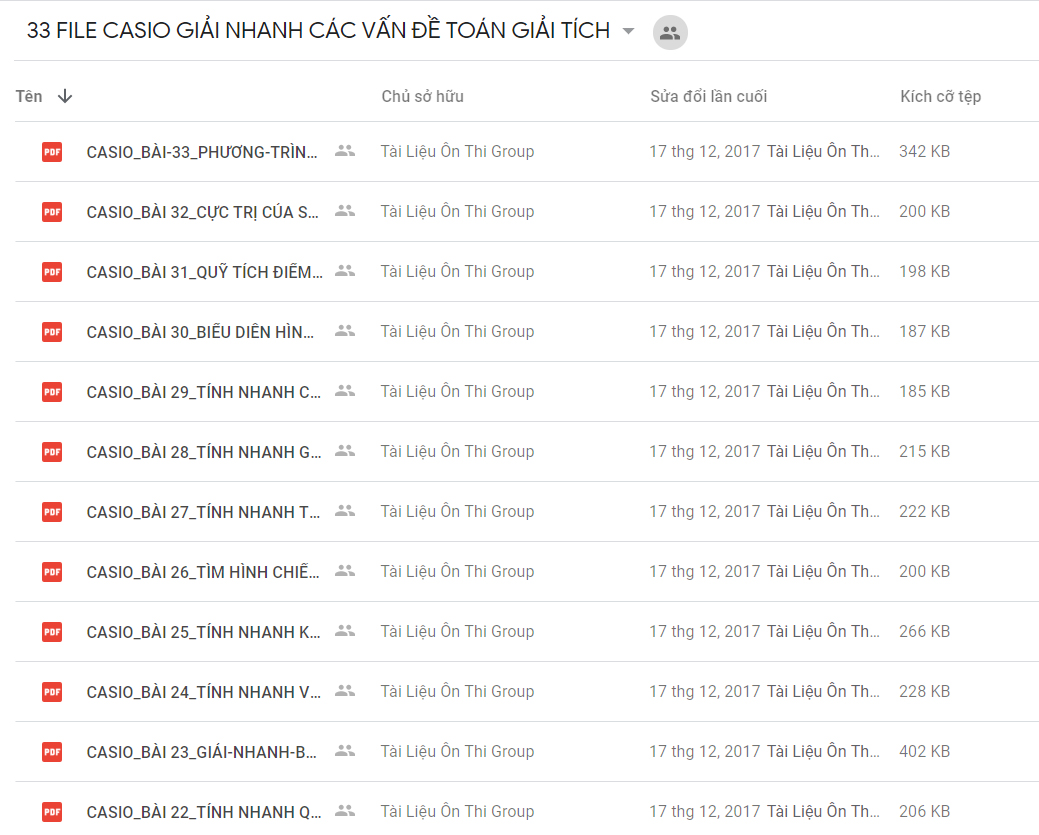 33 FILE CASIO GIẢI NHANH CÁC VẤN ĐỀ TOÁN GIẢI TÍCH
Tên Chủ sở hữu Sửa đổi lần cuối Kích cỡ tệp
PDF CASIO_BÀI-33_PHƯƠNG-TRÌN... Tài Liệu Ôn Thi Group 17 thg 12, 2017 Tài Liệu Ôn Th... 342 KB
PDF CASIO_BÀI 32_CỰC TRỊ CỦA S... Tài Liệu Ôn Thi Group 17 thg 12, 2017 Tài Liệu Ôn Th... 200 KB
PDF CASIO_BÀI 31_QUỸ TÍCH ĐIỂM... Tài Liệu Ôn Thi Group 17 thg 12, 2017 Tài Liệu Ôn Th... 198 KB
PDF CASIO_BÀI 30_BIỂU DIỄN HÌN... Tài Liệu Ôn Thi Group 17 thg 12, 2017 Tài Liệu Ôn Th... 187 KB
PDF CASIO_BÀI 29_TÍNH NHANH C... Tài Liệu Ôn Thi Group 17 thg 12, 2017 Tài Liệu Ôn Th... 185 KB
PDF CASIO_BÀI 28_TÍNH NHANH G... Tài Liệu Ôn Thi Group 17 thg 12, 2017 Tài Liệu Ôn Th... 215 KB
PDF CASIO_BÀI 27_TÍNH NHANH T... Tài Liệu Ôn Thi Group 17 thg 12, 2017 Tài Liệu Ôn Th... 222 KB
PDF CASIO_BÀI 26_TÌM HÌNH CHIẾ... Tài Liệu Ôn Thi Group 17 thg 12, 2017 Tài Liệu Ôn Th... 200 KB
PDF CASIO_BÀI 25_TÍNH NHANH K... Tài Liệu Ôn Thi Group 17 thg 12, 2017 Tài Liệu Ôn Th... 266 KB
PDF CASIO_BÀI 24_TÍNH NHANH V... Tài Liệu Ôn Thi Group 17 thg 12, 2017 Tài Liệu Ôn Th... 228 KB
PDF CASIO_BÀI 23_GIẢI-NHANH-B... Tài Liệu Ôn Thi Group 17 thg 12, 2017 Tài Liệu Ôn Th... 402 KB
PDF CASIO_BÀI 22_TÍNH NHANH Q... Tài Liệu Ôn Thi Group 17 thg 12, 2017 Tài Liệu Ôn Th... 206 KB